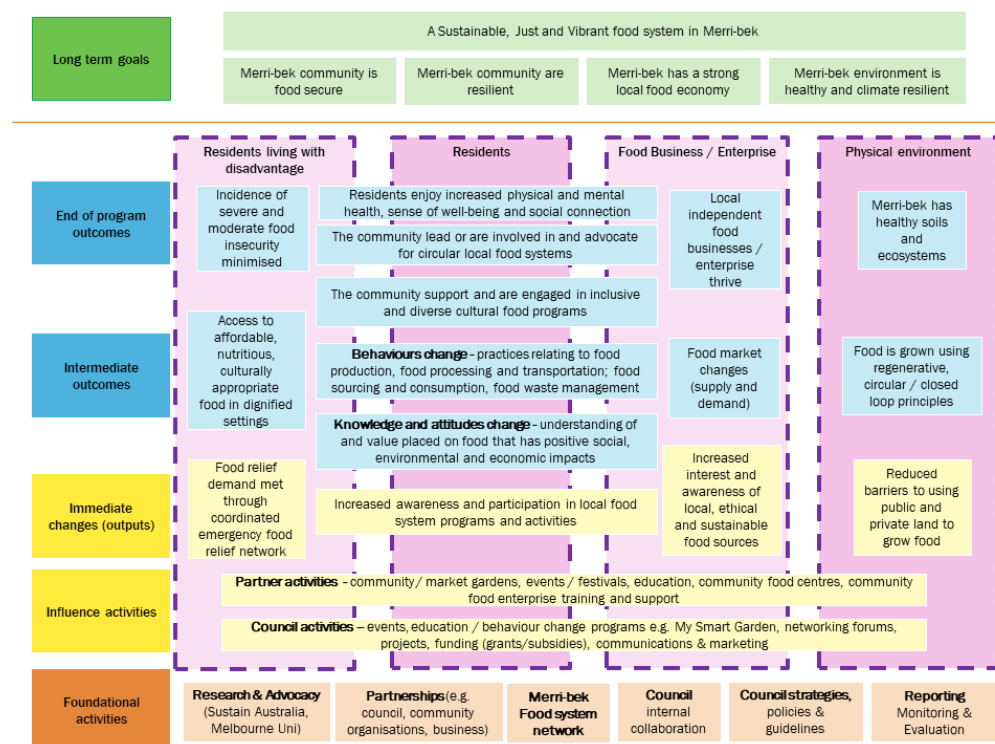 Long term goals
A Sustainable, Just and Vibrant food system in Merri-bek
Merri-bek community is
food secure
Merri-bek community are
resilient
Merri-bek has a strong
local food economy
Merri-bek environment is
healthy and climate resilient
Residents living with
disadvantage
Residents
Food Business / Enterprise
Physical environment
End of program
outcomes
Incidence of
severe and
moderate food
insecurity
minimised
Residents enjoy increased physical and mental
health, sense of well-being and social connection
The community lead or are involved in and advocate
for circular local food systems
Local
independent
food
businesses /
enterprise
thrive
Merri-bek has
healthy soils
and
ecosystems
The community support and are engaged in inclusive
and diverse cultural food programs
Intermediate
outcomes
Access to
affordable,
nutritious,
culturally
appropriate
food in dignified
settings
Behaviours change - practices relating to food
production, food processing and transportation; food
sourcing and consumption, food waste management
Food market
changes
(supply and
demand)
Food is grown using
regenerative,
circular / closed
loop principles
Knowledge and attitudes change - understanding of
and value placed on food that has positive social,
environmental and economic impacts
Immediate
changes (outputs)
Food relief
demand met
through
coordinated
emergency food
relief network
Increased awareness and participation in local food
system programs and activities
Increased
interest and
awareness of
local, ethical
and sustainable
food sources
Reduced
barriers to using
public and
private land to
grow food
Influence activities
Partner activities - community / market gardens, events / festivals, education, community food centres, community
food enterprise training and support
Council activities – events, education / behaviour change programs e.g. My Smart Garden, networking forums,
projects, funding (grants/subsidies), communications & marketing
Foundational
activities
Research & Advocacy
(Sustain Australia,
Melbourne Uni)
Partnerships (e.g.
council, community
organisations, business)
Merri-bek
Food system
network
Council
internal
collaboration
Council strategies,
policies &
guidelines
Reporting
Monitoring &
Evaluation